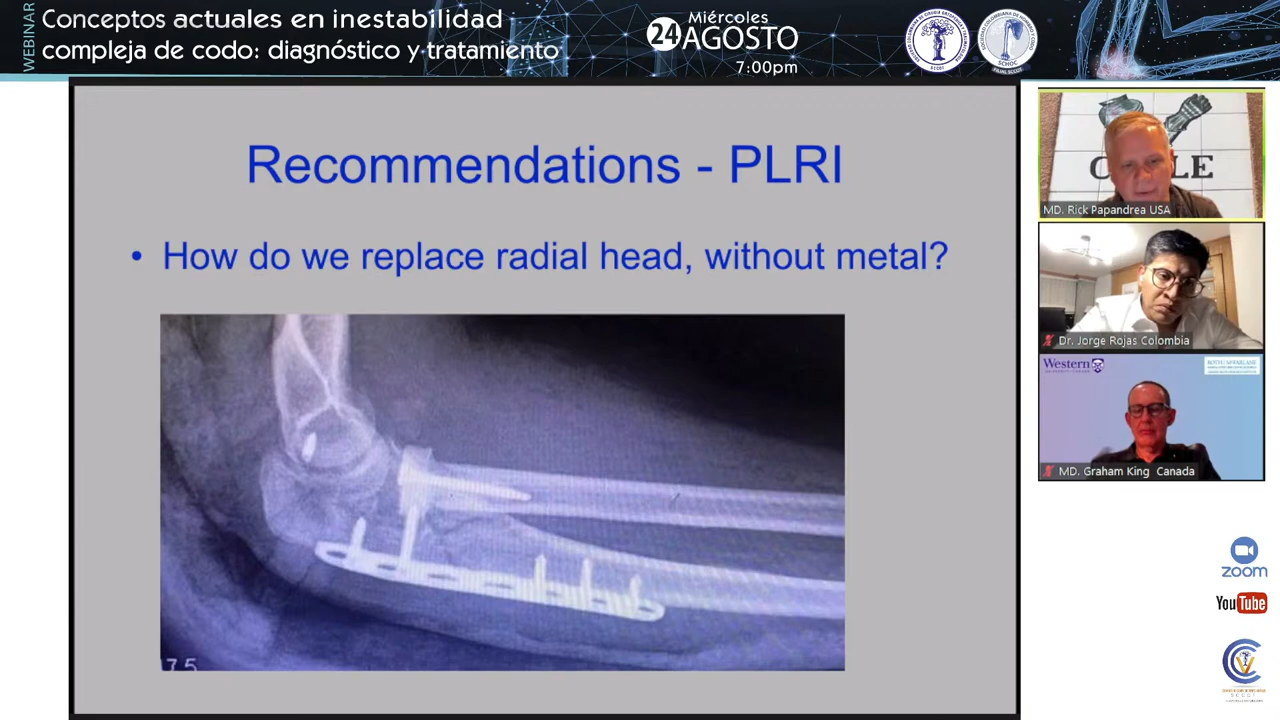 WEBINAR
Conceptos actuales en inestabilidad
compleja de codo: diagnóstico y tratamiento
Miércoles
24 AGOSTO
7:00pm
Recommendations - PLRI
• How do we replace radial head, without metal?
17.5
MD. Rick Papandrea USA
Dr. Jorge Rojas Colombia
Western
MD. Graham King Canada
zoom
YouTube